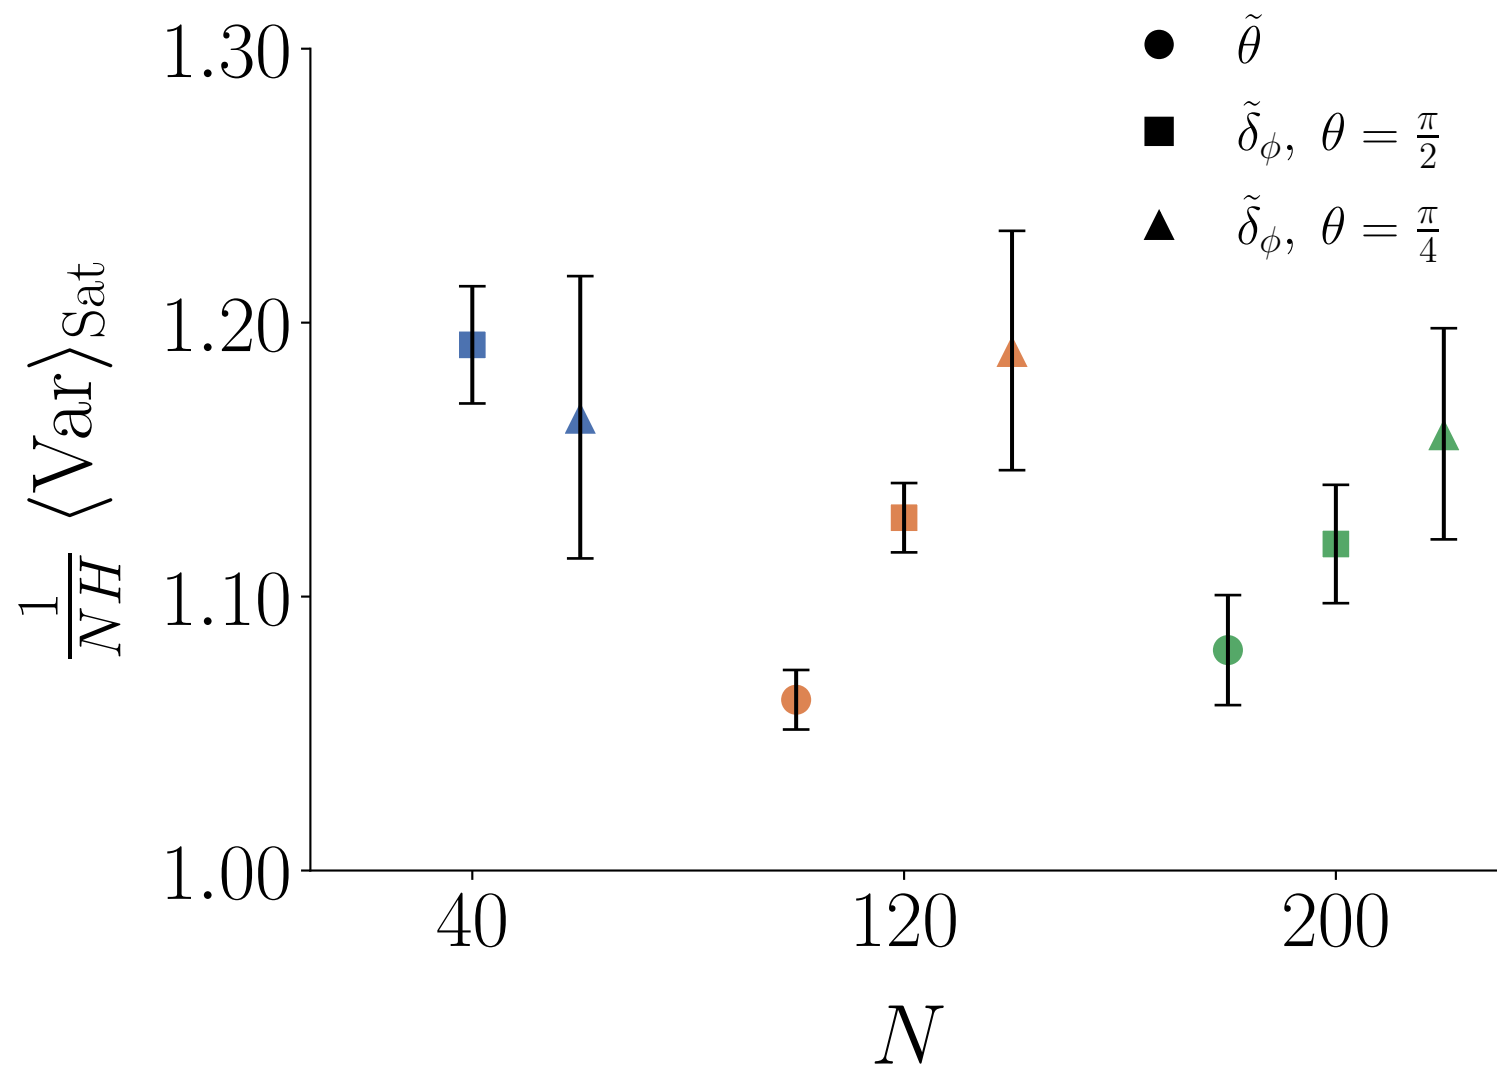 1.30
1.20
1.10
1.00
1/NH ⟨Var⟩Sat
θ̃
δ̃ϕ, θ = π/2
δ̃ϕ, θ = π/4
40 120 200
N